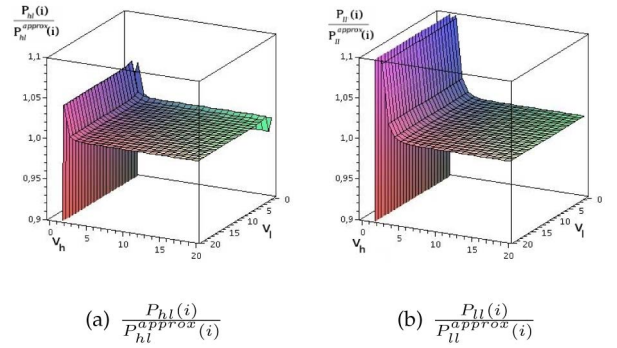 P_hl(i) / P_hl^approx(i)
1,1
1,05
1,0
0,95
0,9
0 5 10 15 20
V_h
20 15 10 5 0
V_l
P_ll(i) / P_ll^approx(i)
1,1
1,05
1,0
0,95
0,9
0 5 10 15 20
V_h
20 15 10 5 0
V_l
(a) P_hl(i) / P_hl^approx(i)
(b) P_ll(i) / P_ll^approx(i)